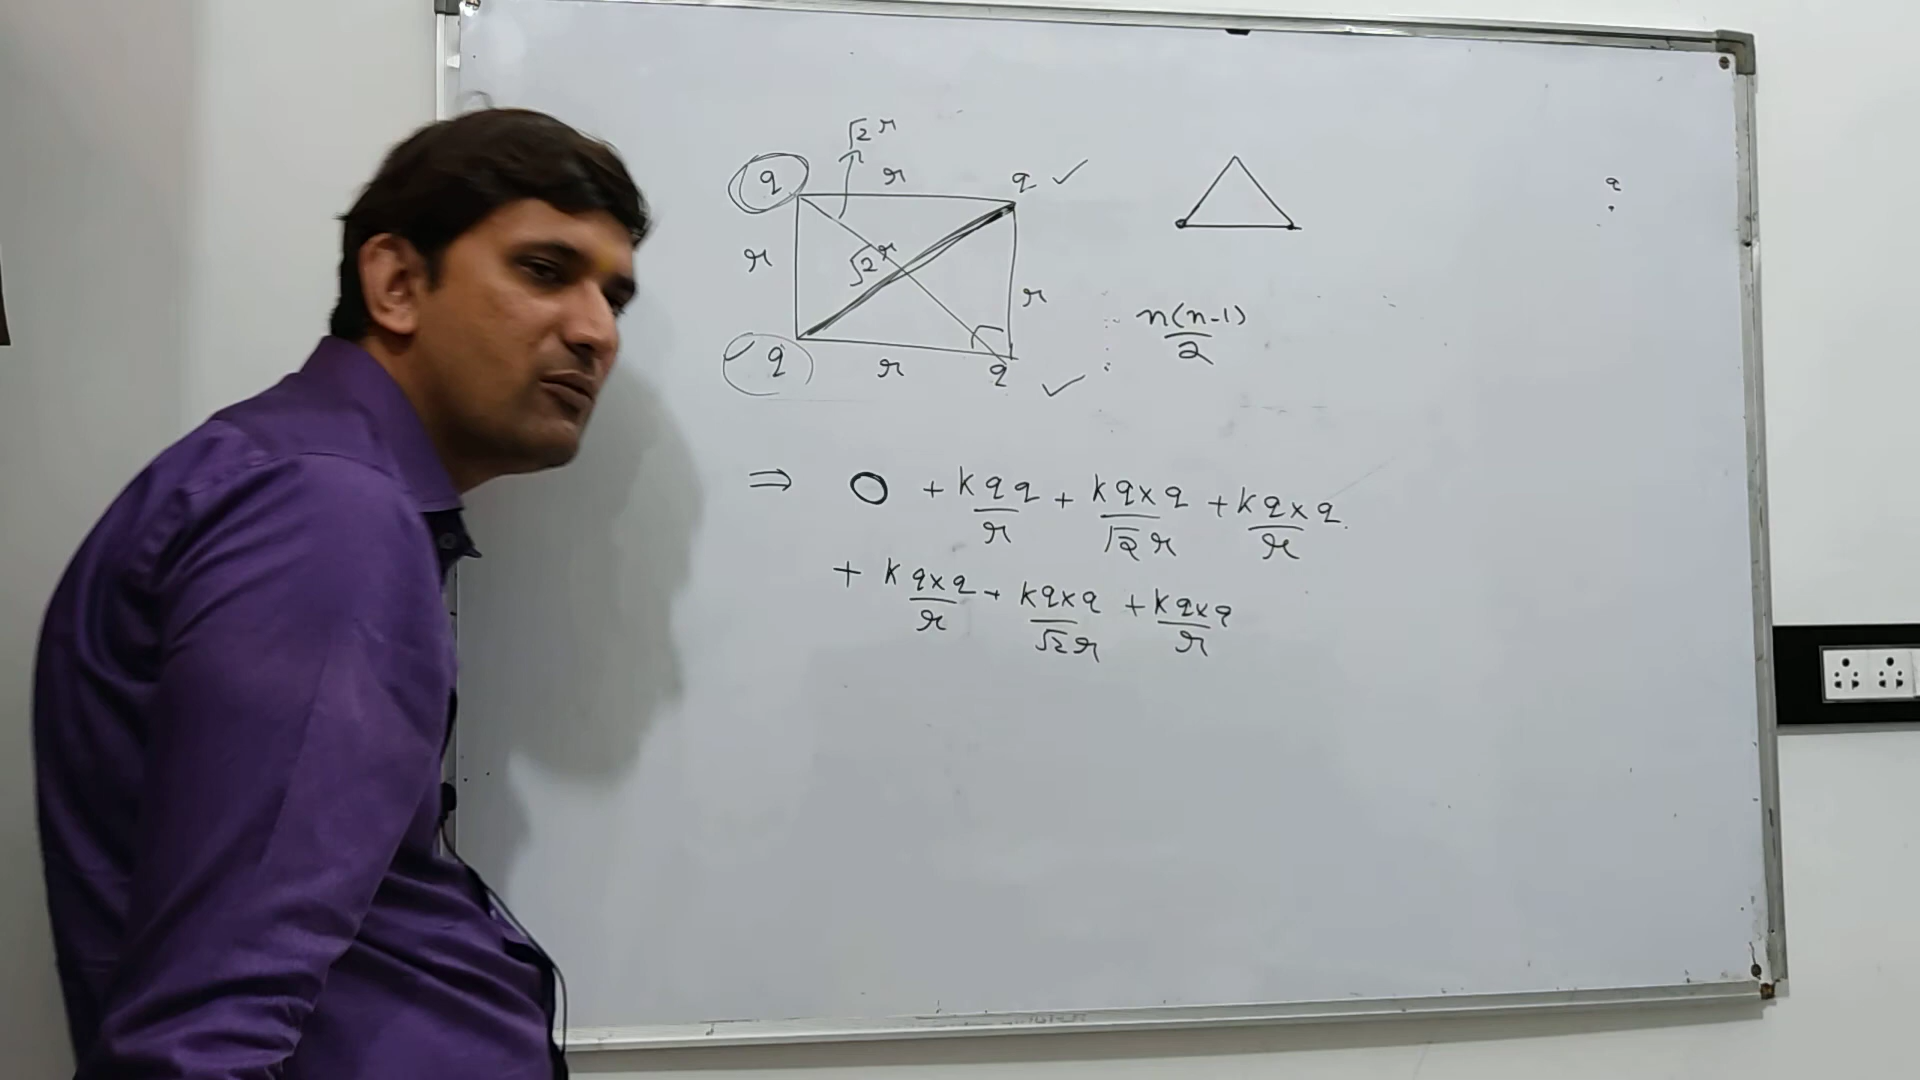 √2 r
q r q ✓
q
r √2 r r
n(n-1)/2
✓ q r q ✓
⇒ 0 + kqq/r + kq×q/√2 r + kq×q/r
+ kq×q/r + kq×q/√2 r + kq×q/r